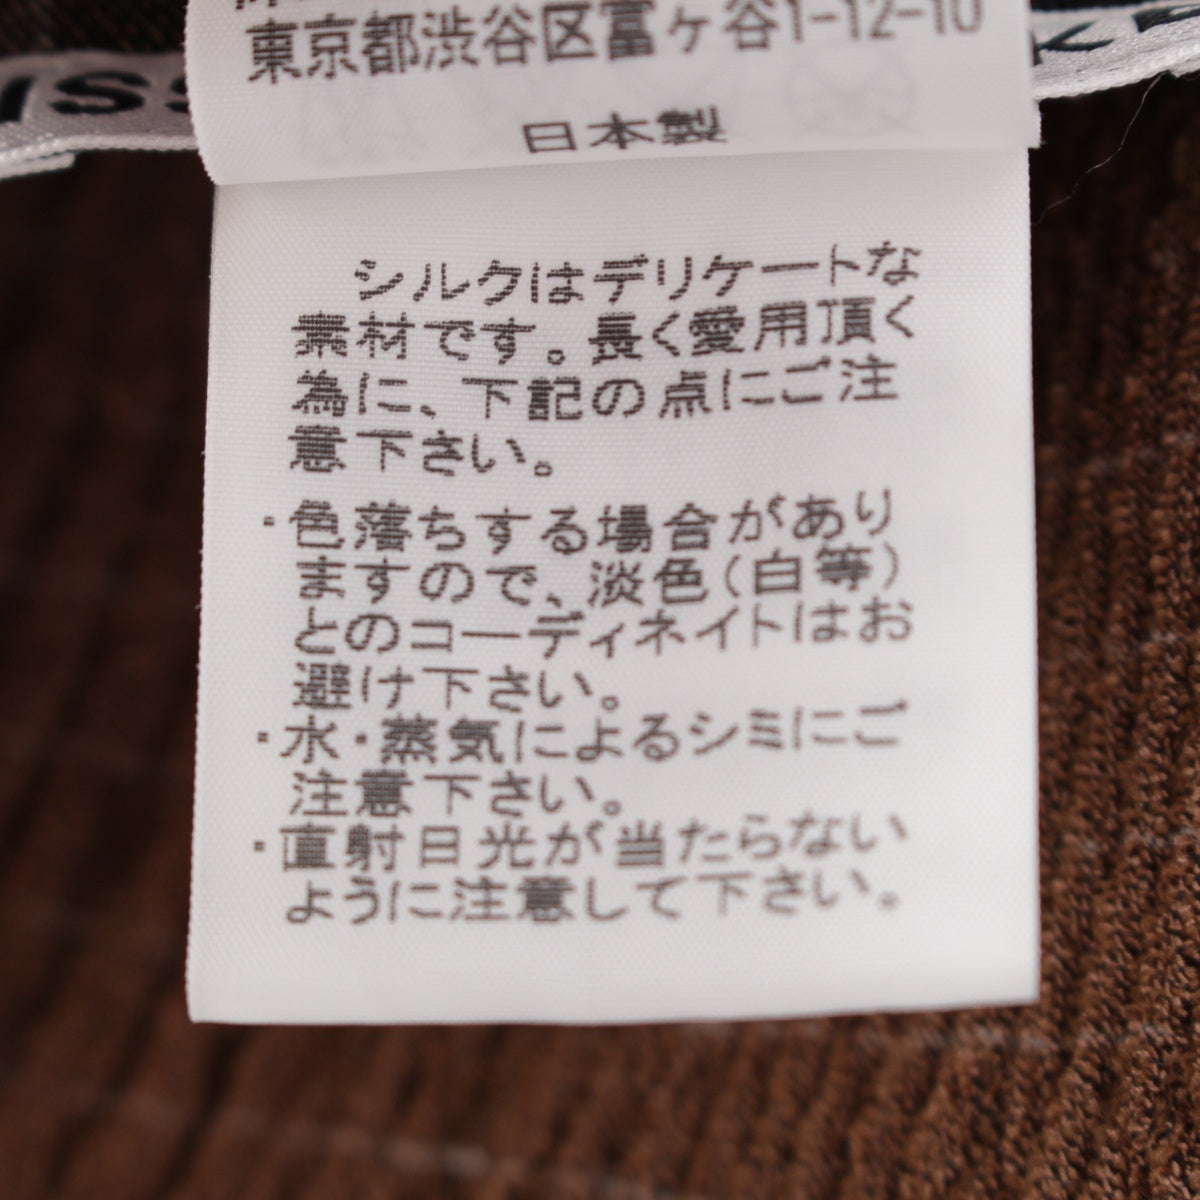 東京都渋谷区富ヶ谷1-12-10
日本製
シルクはデリケートな
素材です。長く愛用頂く
為に、下記の点にご注
意下さい。
・色落ちする場合があり
ますので、淡色(白等)
とのコーディネイトはお
避け下さい。
・水・蒸気によるシミにご
注意下さい。
・直射日光が当たらない
ように注意して下さい。